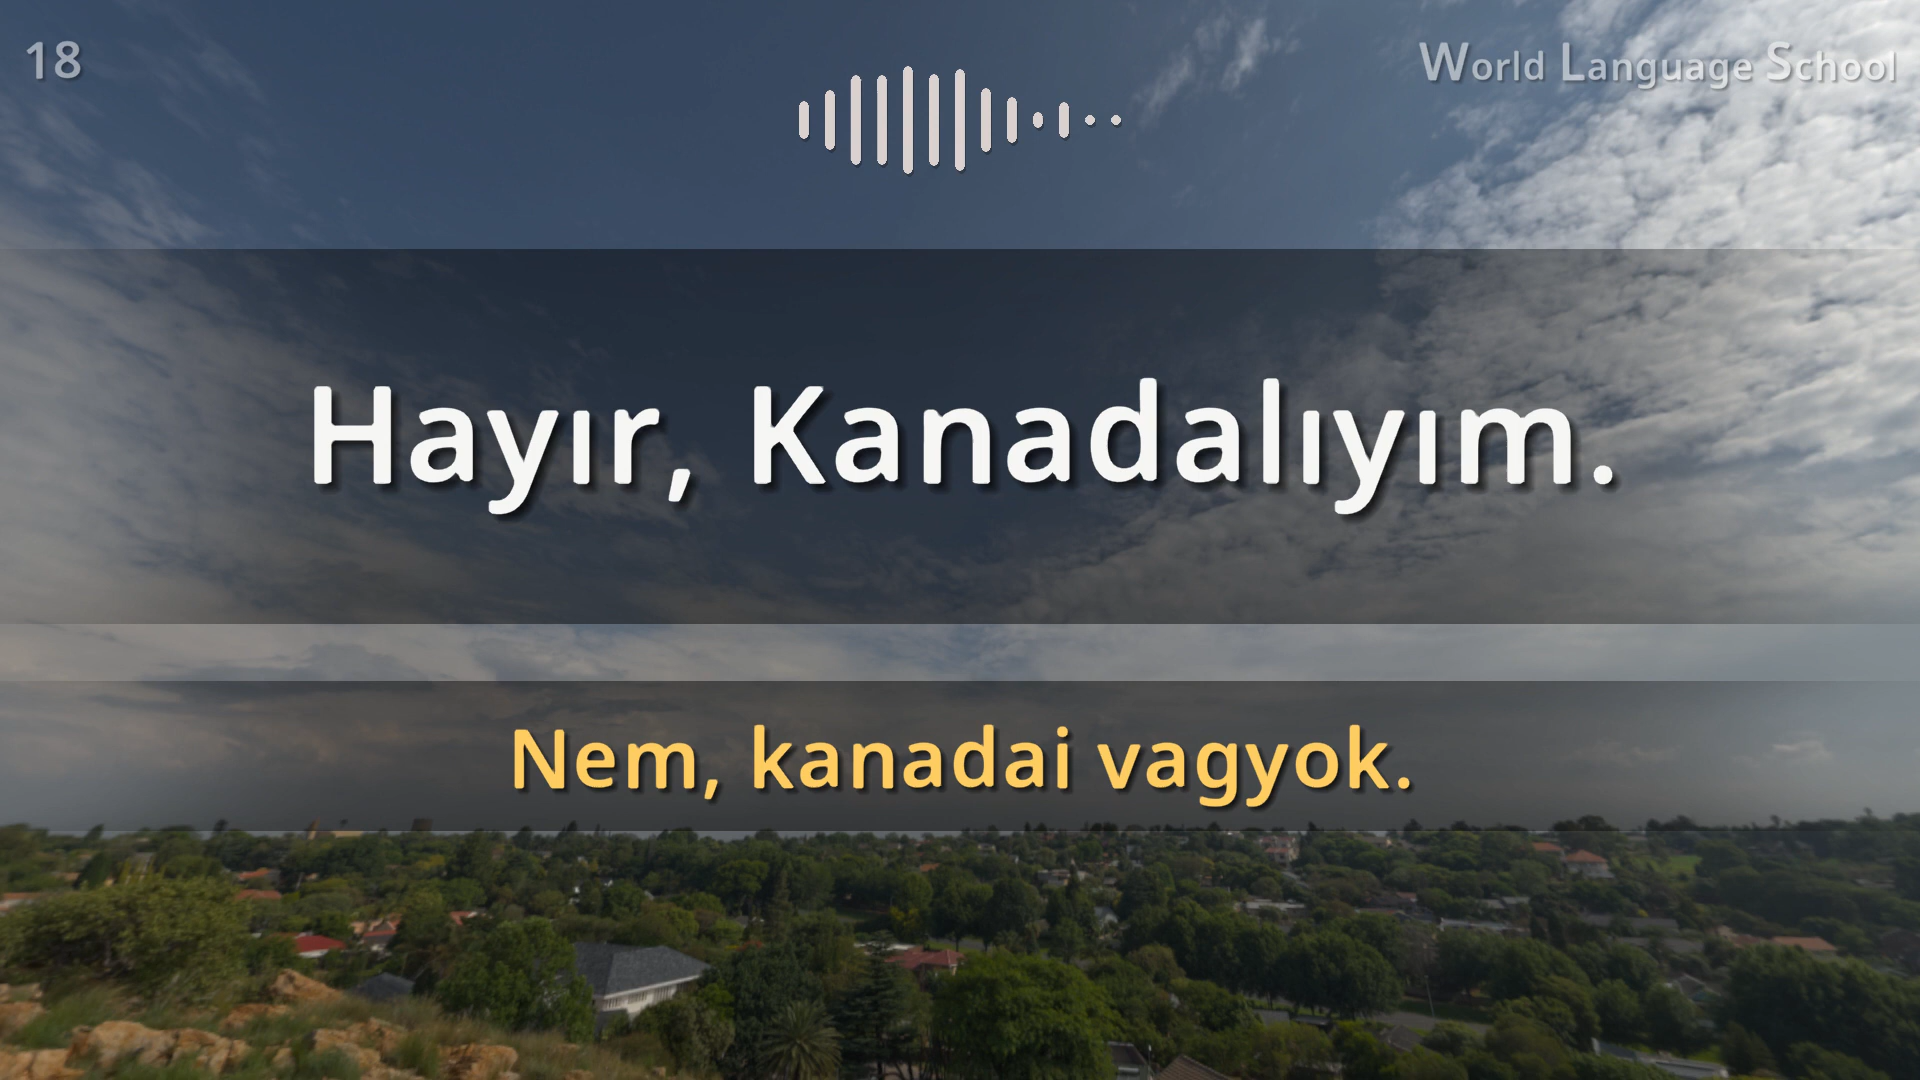 18
World Language School
Hayır, Kanadalıyım.
Nem, kanadai vagyok.